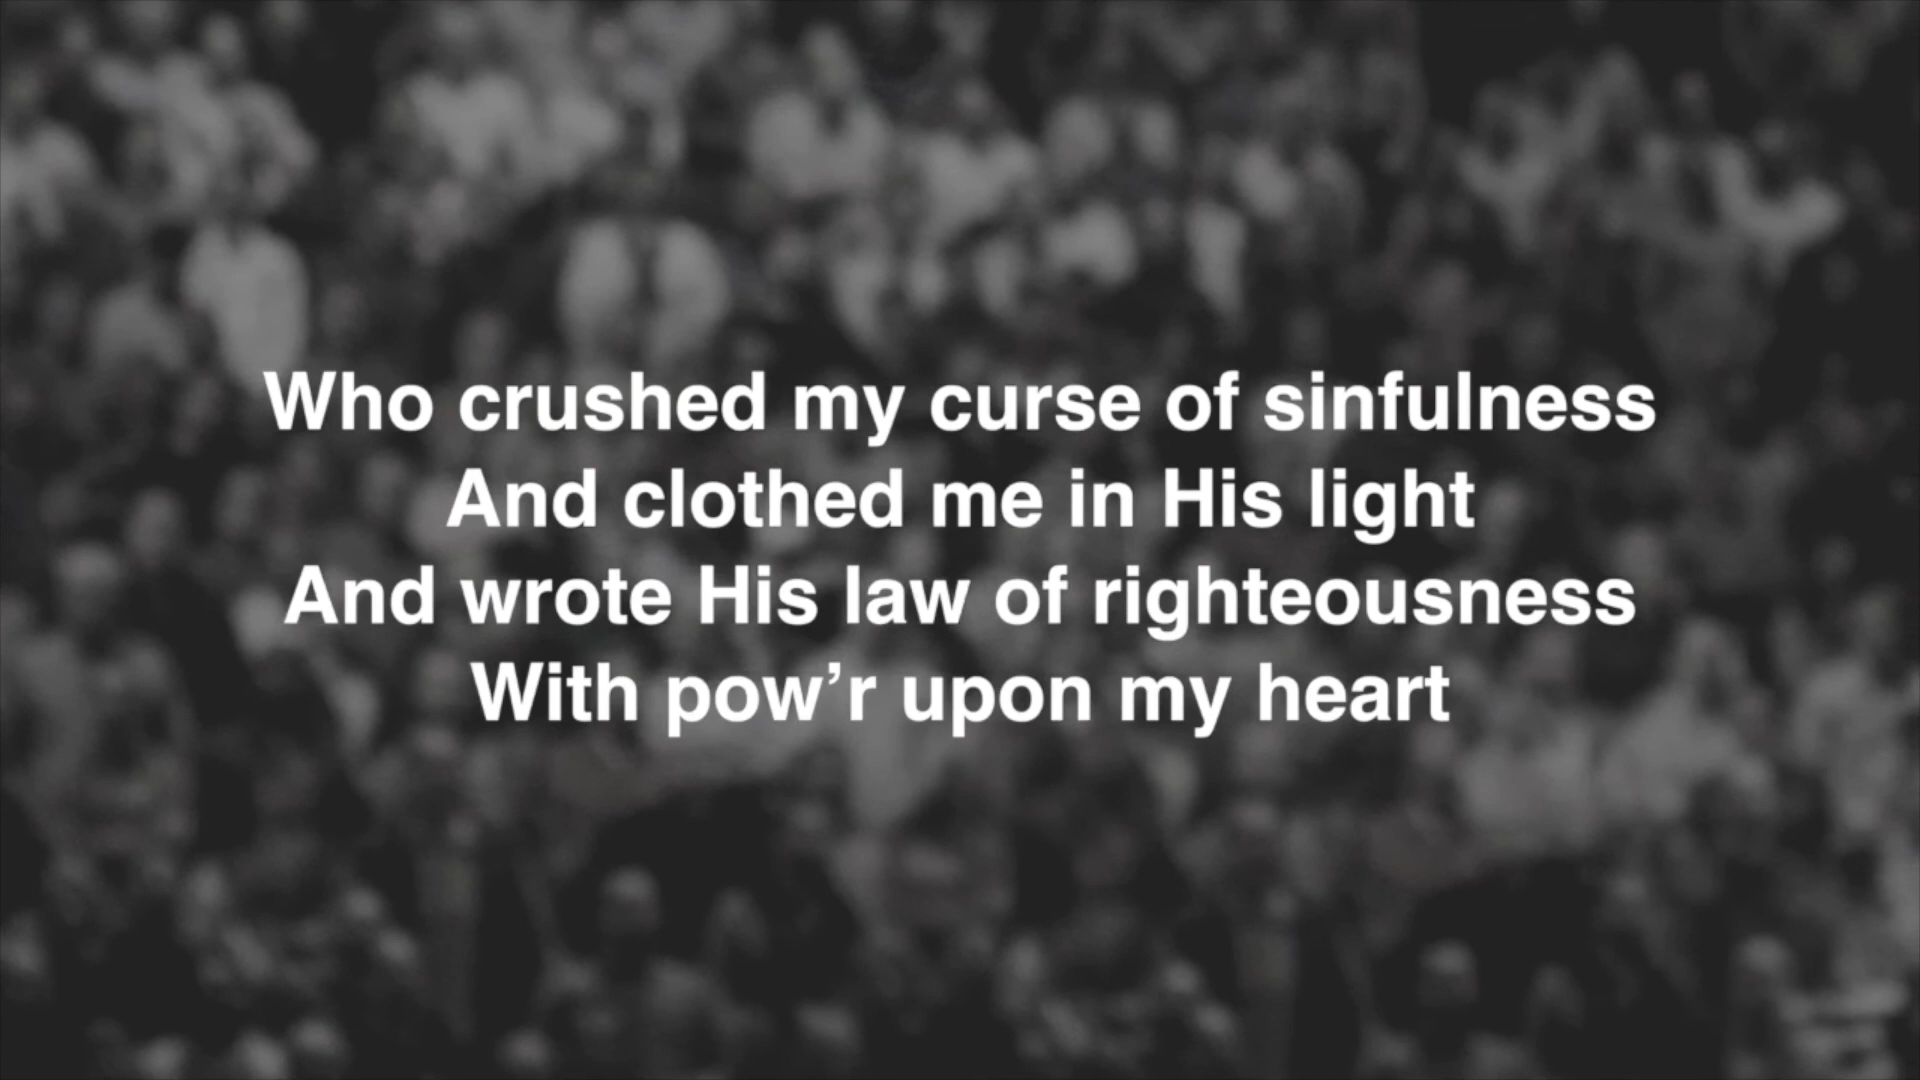 Who crushed my curse of sinfulness
And clothed me in His light
And wrote His law of righteousness
With pow’r upon my heart